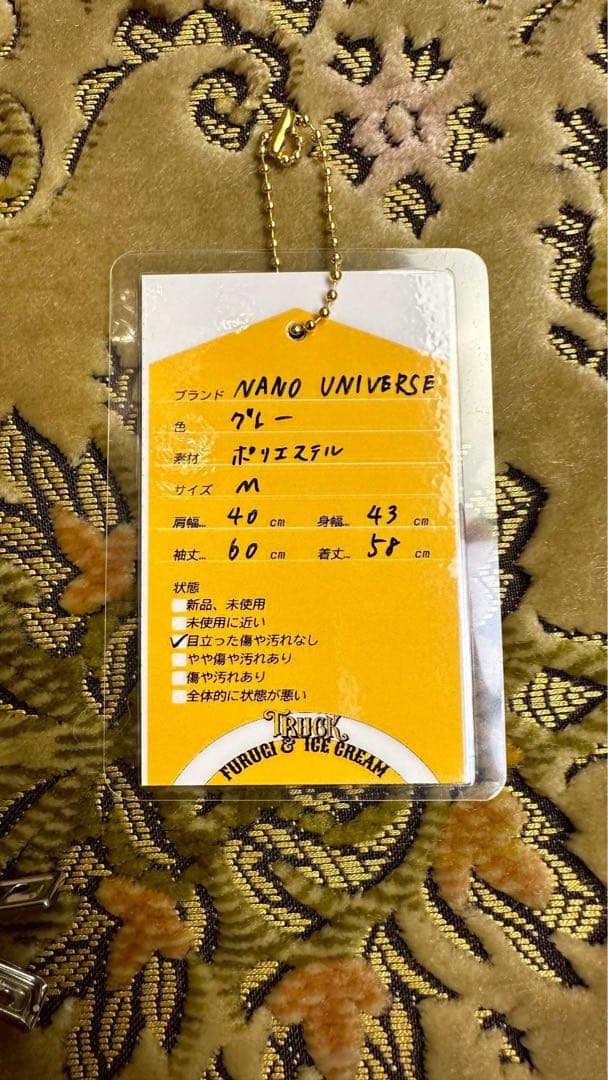 ブランド NANO UNIVERSE
色 グレー
素材 ポリエステル
サイズ M
肩幅… 40 cm 身幅… 43 cm
袖丈… 60 cm 着丈… 58 cm
状態
新品、未使用
未使用に近い
✓目立った傷や汚れなし
やや傷や汚れあり
傷や汚れあり
全体的に状態が悪い
TRUCK
FURUGI & ICE CREAM